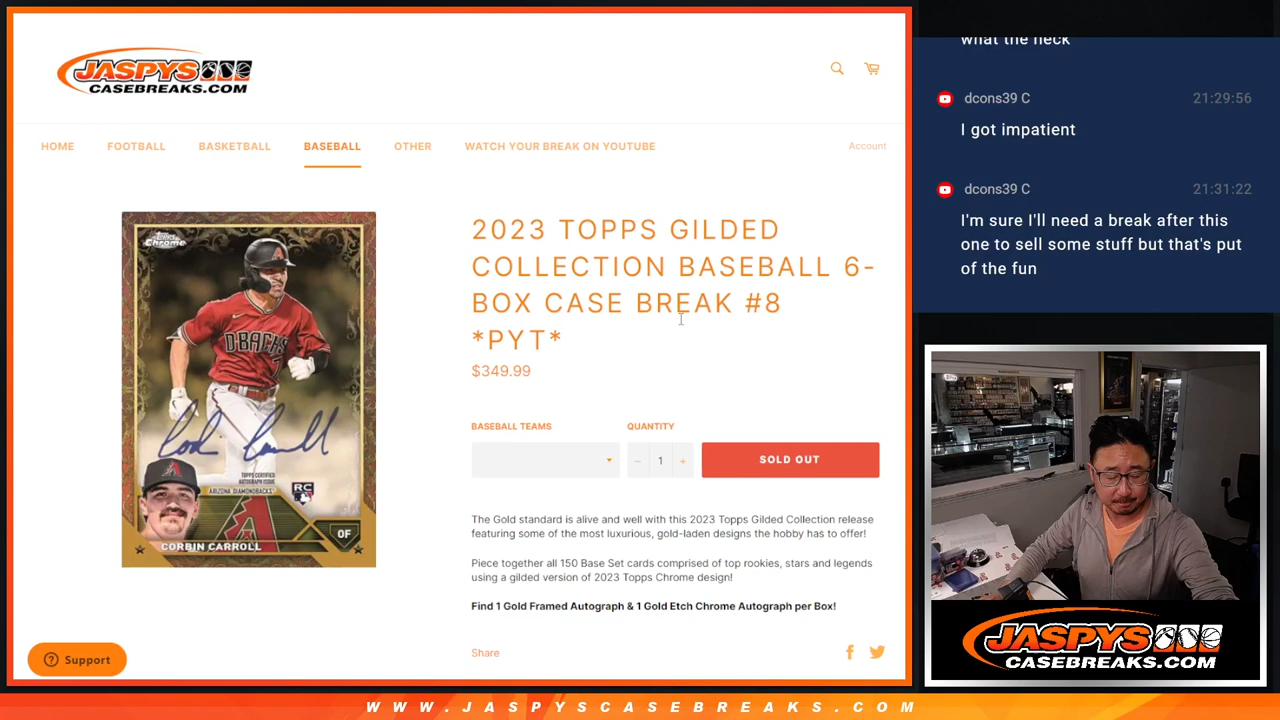 JASPYS
CASEBREAKS.COM
HOME
FOOTBALL
BASKETBALL
BASEBALL
OTHER
WATCH YOUR BREAK ON YOUTUBE
Account
Topps
Chrome
D-BACKS
TOPPS CERTIFIED
AUTOGRAPH ISSUE
ARIZONA DIAMONDBACKS
RC
OF
CORBIN CARROLL
2023 TOPPS GILDED
COLLECTION BASEBALL 6-
BOX CASE BREAK #8
*PYT*
$349.99
BASEBALL TEAMS
QUANTITY
− 1 +
SOLD OUT
The Gold standard is alive and well with this 2023 Topps Gilded Collection release
featuring some of the most luxurious, gold-laden designs the hobby has to offer!
Piece together all 150 Base Set cards comprised of top rookies, stars and legends
using a gilded version of 2023 Topps Chrome design!
Find 1 Gold Framed Autograph & 1 Gold Etch Chrome Autograph per Box!
Share
Support
what the heck
dcons39 C 21:29:56
I got impatient
dcons39 C 21:31:22
I'm sure I'll need a break after this
one to sell some stuff but that's put
of the fun
JASPYS
CASEBREAKS.COM
WWW.JASPYSCASEBREAKS.COM